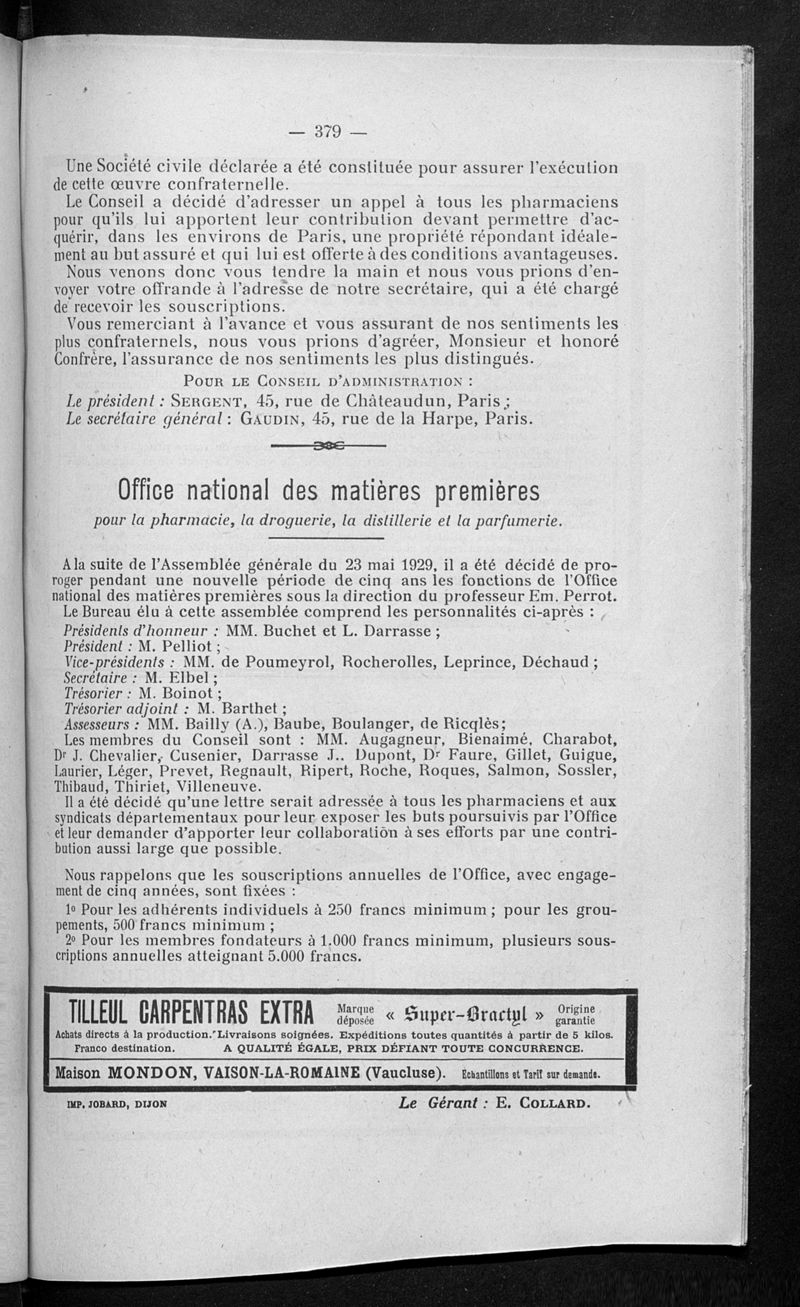 — 379 —
Une Société civile déclarée a été constituée pour assurer l'exécution
de cette œuvre confraternelle.
Le Conseil a décidé d'adresser un appel à tous les pharmaciens
pour qu'ils lui apportent leur contribution devant permettre d'ac-
quérir, dans les environs de Paris, une propriété répondant idéale-
ment au but assuré et qui lui est offerte à des conditions avantageuses.
Nous venons donc vous tendre la main et nous vous prions d'en-
voyer votre offrande à l'adresse de notre secrétaire, qui a été chargé
de recevoir les souscriptions.
Vous remerciant à l'avance et vous assurant de nos sentiments les
plus confraternels, nous vous prions d'agréer, Monsieur et honoré
Confrère, l'assurance de nos sentiments les plus distingués.
POUR LE CONSEIL D'ADMINISTRATION :
Le président : SERGENT, 45, rue de Châteaudun, Paris ;
Le secrétaire général : GAUDIN, 45, rue de la Harpe, Paris.
Office national des matières premières
pour la pharmacie, la droguerie, la distillerie et la parfumerie.
A la suite de l'Assemblée générale du 23 mai 1929, il a été décidé de pro-
roger pendant une nouvelle période de cinq ans les fonctions de l'Office
national des matières premières sous la direction du professeur Em. Perrot.
Le Bureau élu à cette assemblée comprend les personnalités ci-après :
Présidents d'honneur : MM. Buchet et L. Darrasse ;
Président : M. Pelliot ;
Vice-présidents : MM. de Poumeyrol, Rocherolles, Leprince, Déchaud ;
Secrétaire : M. Elbel ;
Trésorier : M. Boinot ;
Trésorier adjoint : M. Barthet ;
Assesseurs : MM. Bailly (A.), Baube, Boulanger, de Ricqlès;
Les membres du Conseil sont : MM. Augagneur, Bienaimé, Charabot,
Dr J. Chevalier, Cusenier, Darrasse J.. Dupont, Dr Faure, Gillet, Guigue,
Laurier, Léger, Prevet, Regnault, Ripert, Roche, Roques, Salmon, Sossler,
Thibaud, Thiriet, Villeneuve.
Il a été décidé qu'une lettre serait adressée à tous les pharmaciens et aux
syndicats départementaux pour leur exposer les buts poursuivis par l'Office
et leur demander d'apporter leur collaboration à ses efforts par une contri-
bution aussi large que possible.
Nous rappelons que les souscriptions annuelles de l'Office, avec engage-
ment de cinq années, sont fixées :
1º Pour les adhérents individuels à 250 francs minimum ; pour les grou-
pements, 500 francs minimum ;
2º Pour les membres fondateurs à 1.000 francs minimum, plusieurs sous-
criptions annuelles atteignant 5.000 francs.
TILLEUL CARPENTRAS EXTRA Marque déposée « Super-Bractyl » Origine garantie
Achats directs à la production. Livraisons soignées. Expéditions toutes quantités à partir de 5 kilos.
Franco destination. A QUALITÉ ÉGALE, PRIX DÉFIANT TOUTE CONCURRENCE.
Maison MONDON, VAISON-LA-ROMAINE (Vaucluse). Echantillons et Tarif sur demande.
IMP. JOBARD, DIJON Le Gérant : E. COLLARD.